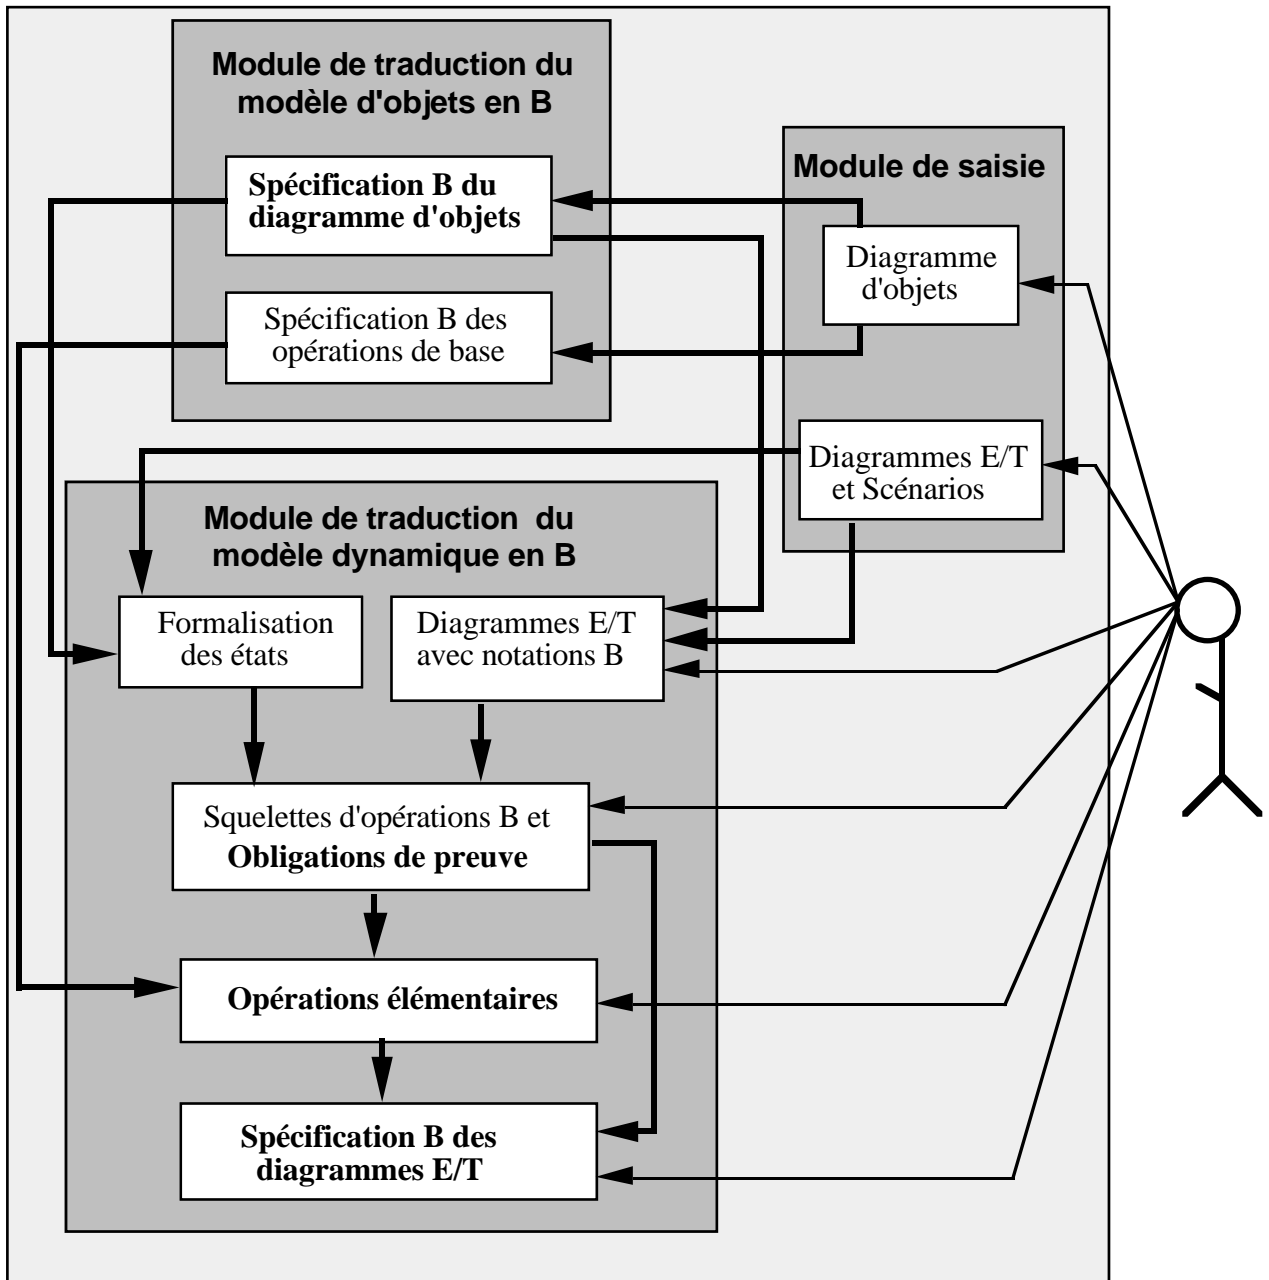 Module de traduction du
modèle d'objets en B
Spécification B du
diagramme d'objets
Spécification B des
opérations de base
Module de saisie
Diagramme
d'objets
Diagrammes E/T
et Scénarios
Module de traduction du
modèle dynamique en B
Formalisation
des états
Diagrammes E/T
avec notations B
Squelettes d'opérations B et
Obligations de preuve
Opérations élémentaires
Spécification B des
diagrammes E/T